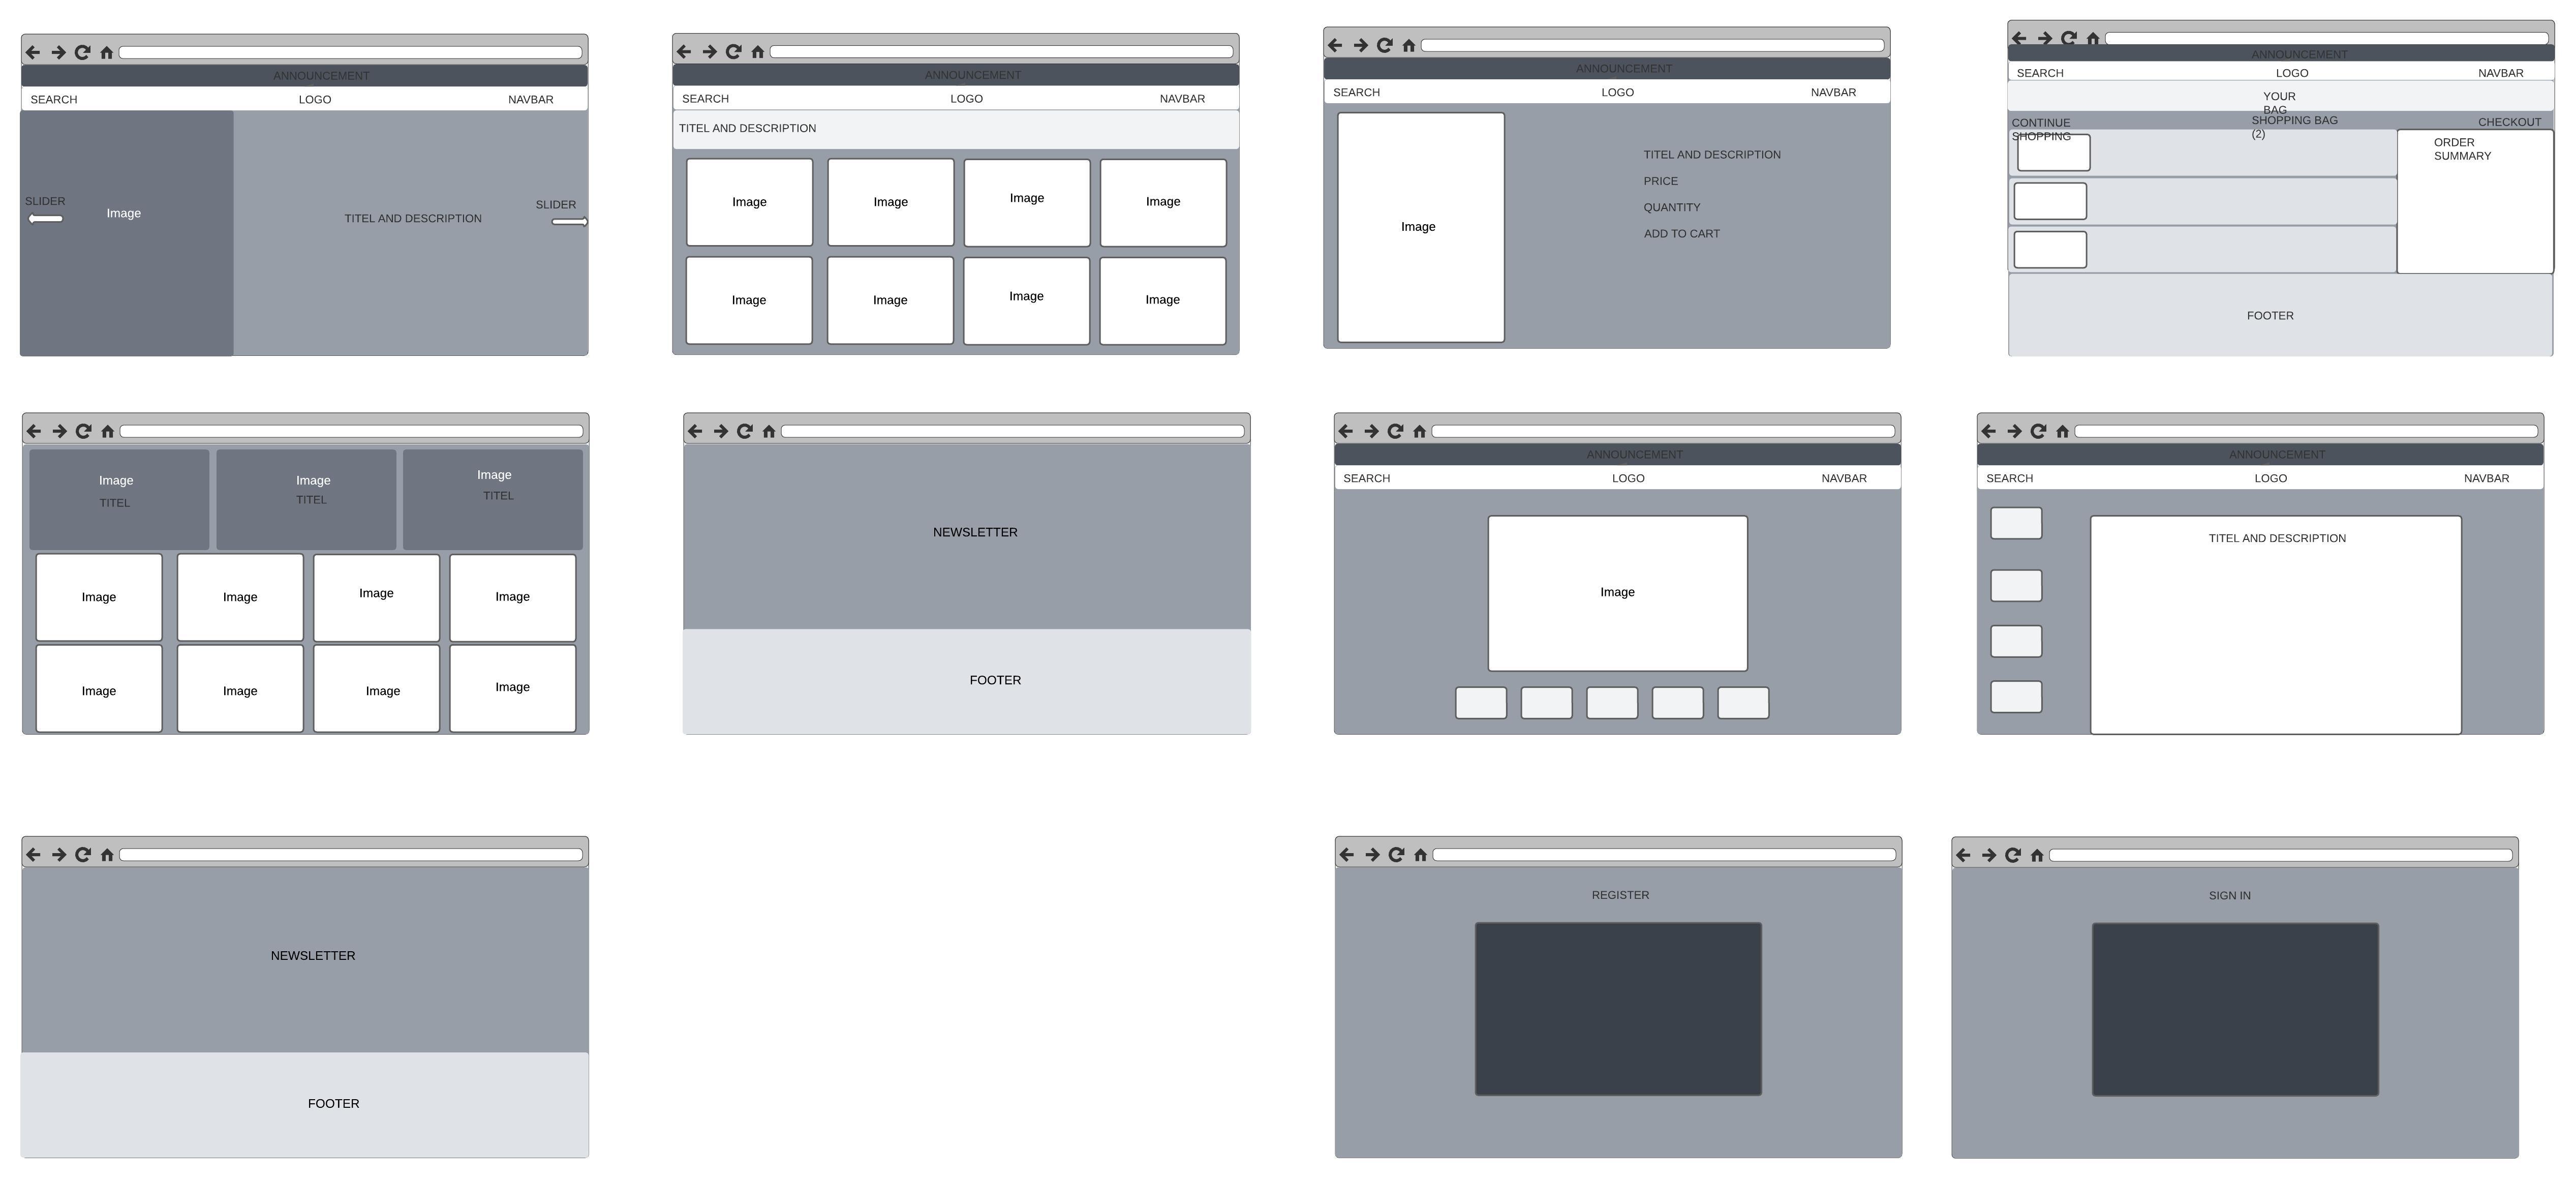 ANNOUNCEMENT
SEARCH LOGO NAVBAR
SLIDER
Image
TITEL AND DESCRIPTION
SLIDER
ANNOUNCEMENT
SEARCH LOGO NAVBAR
TITEL AND DESCRIPTION
Image Image Image Image
Image Image Image Image
ANNOUNCEMENT
SEARCH LOGO NAVBAR
Image
TITEL AND DESCRIPTION
PRICE
QUANTITY
ADD TO CART
ANNOUNCEMENT
SEARCH LOGO NAVBAR
YOUR
BAG
CONTINUE
SHOPPING
SHOPPING BAG
(2)
CHECKOUT
ORDER
SUMMARY
FOOTER
Image Image Image
TITEL TITEL TITEL
Image Image Image Image
Image Image Image Image
NEWSLETTER
FOOTER
ANNOUNCEMENT
SEARCH LOGO NAVBAR
Image
ANNOUNCEMENT
SEARCH LOGO NAVBAR
TITEL AND DESCRIPTION
NEWSLETTER
FOOTER
REGISTER
SIGN IN